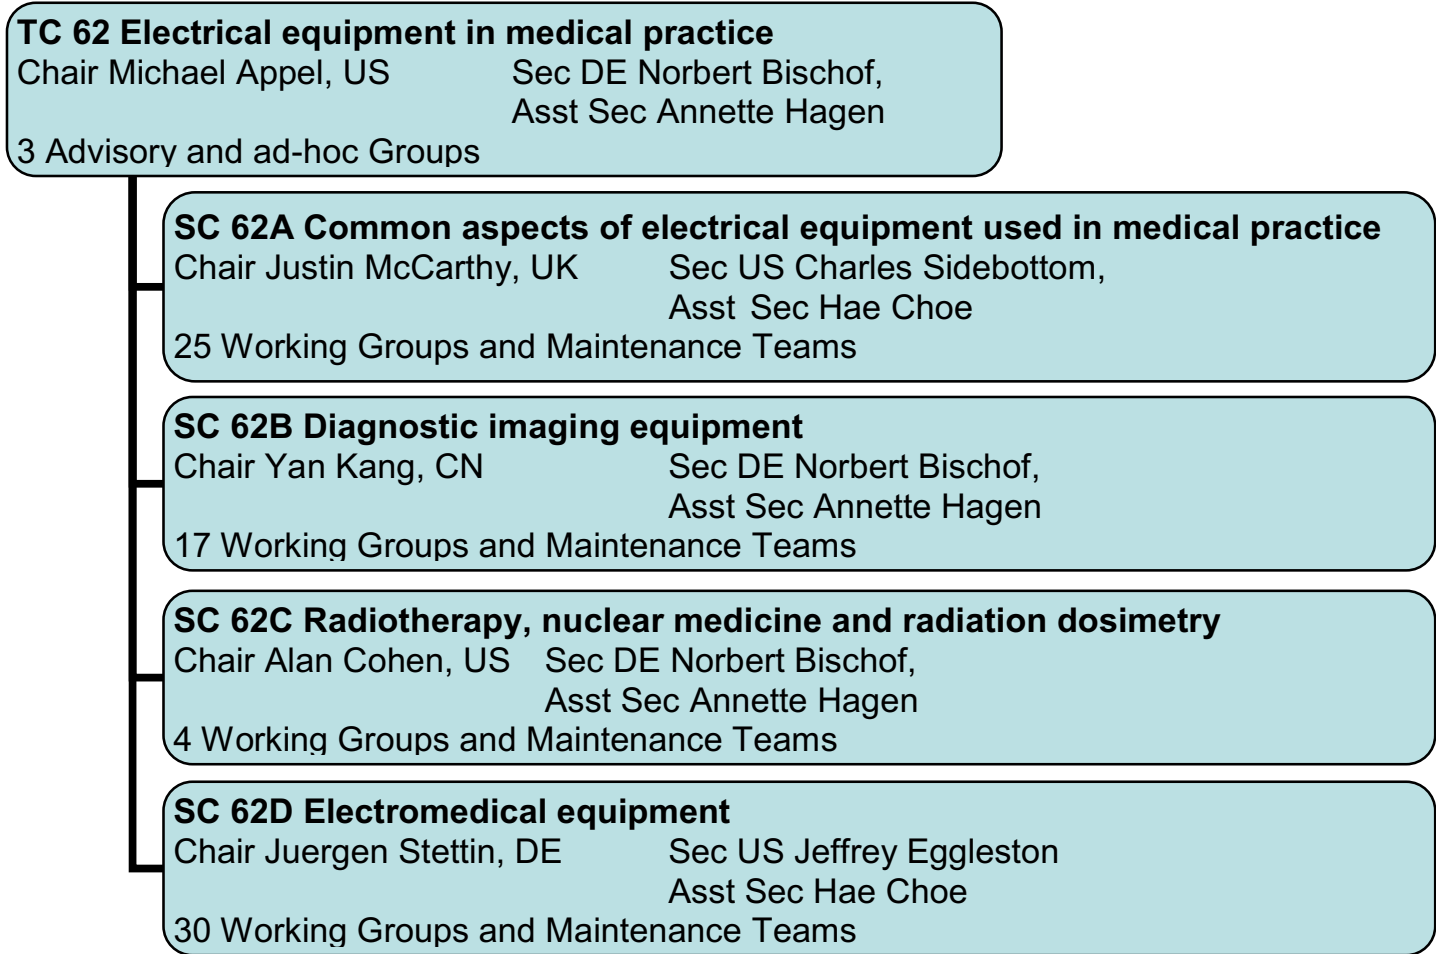 TC 62 Electrical equipment in medical practice
Chair Michael Appel, US Sec DE Norbert Bischof,
Asst Sec Annette Hagen
3 Advisory and ad-hoc Groups
SC 62A Common aspects of electrical equipment used in medical practice
Chair Justin McCarthy, UK Sec US Charles Sidebottom,
Asst Sec Hae Choe
25 Working Groups and Maintenance Teams
SC 62B Diagnostic imaging equipment
Chair Yan Kang, CN Sec DE Norbert Bischof,
Asst Sec Annette Hagen
17 Working Groups and Maintenance Teams
SC 62C Radiotherapy, nuclear medicine and radiation dosimetry
Chair Alan Cohen, US Sec DE Norbert Bischof,
Asst Sec Annette Hagen
4 Working Groups and Maintenance Teams
SC 62D Electromedical equipment
Chair Juergen Stettin, DE Sec US Jeffrey Eggleston
Asst Sec Hae Choe
30 Working Groups and Maintenance Teams